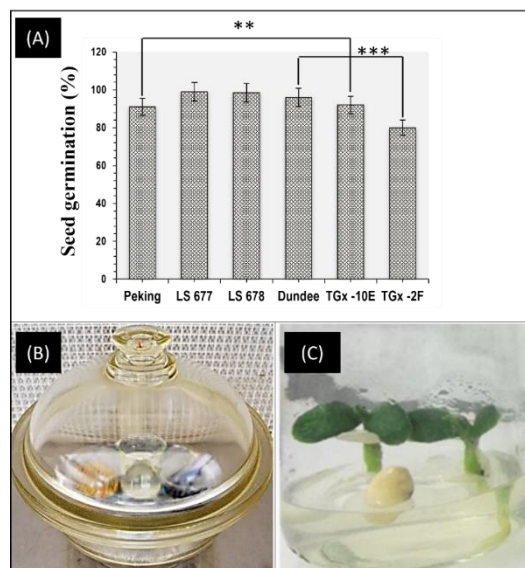 (A)
**
***
120
100
80
60
40
20
0
Seed germination (%)
Peking LS 677 LS 678 Dundee TGx -10E TGx -2F
(B)
(C)